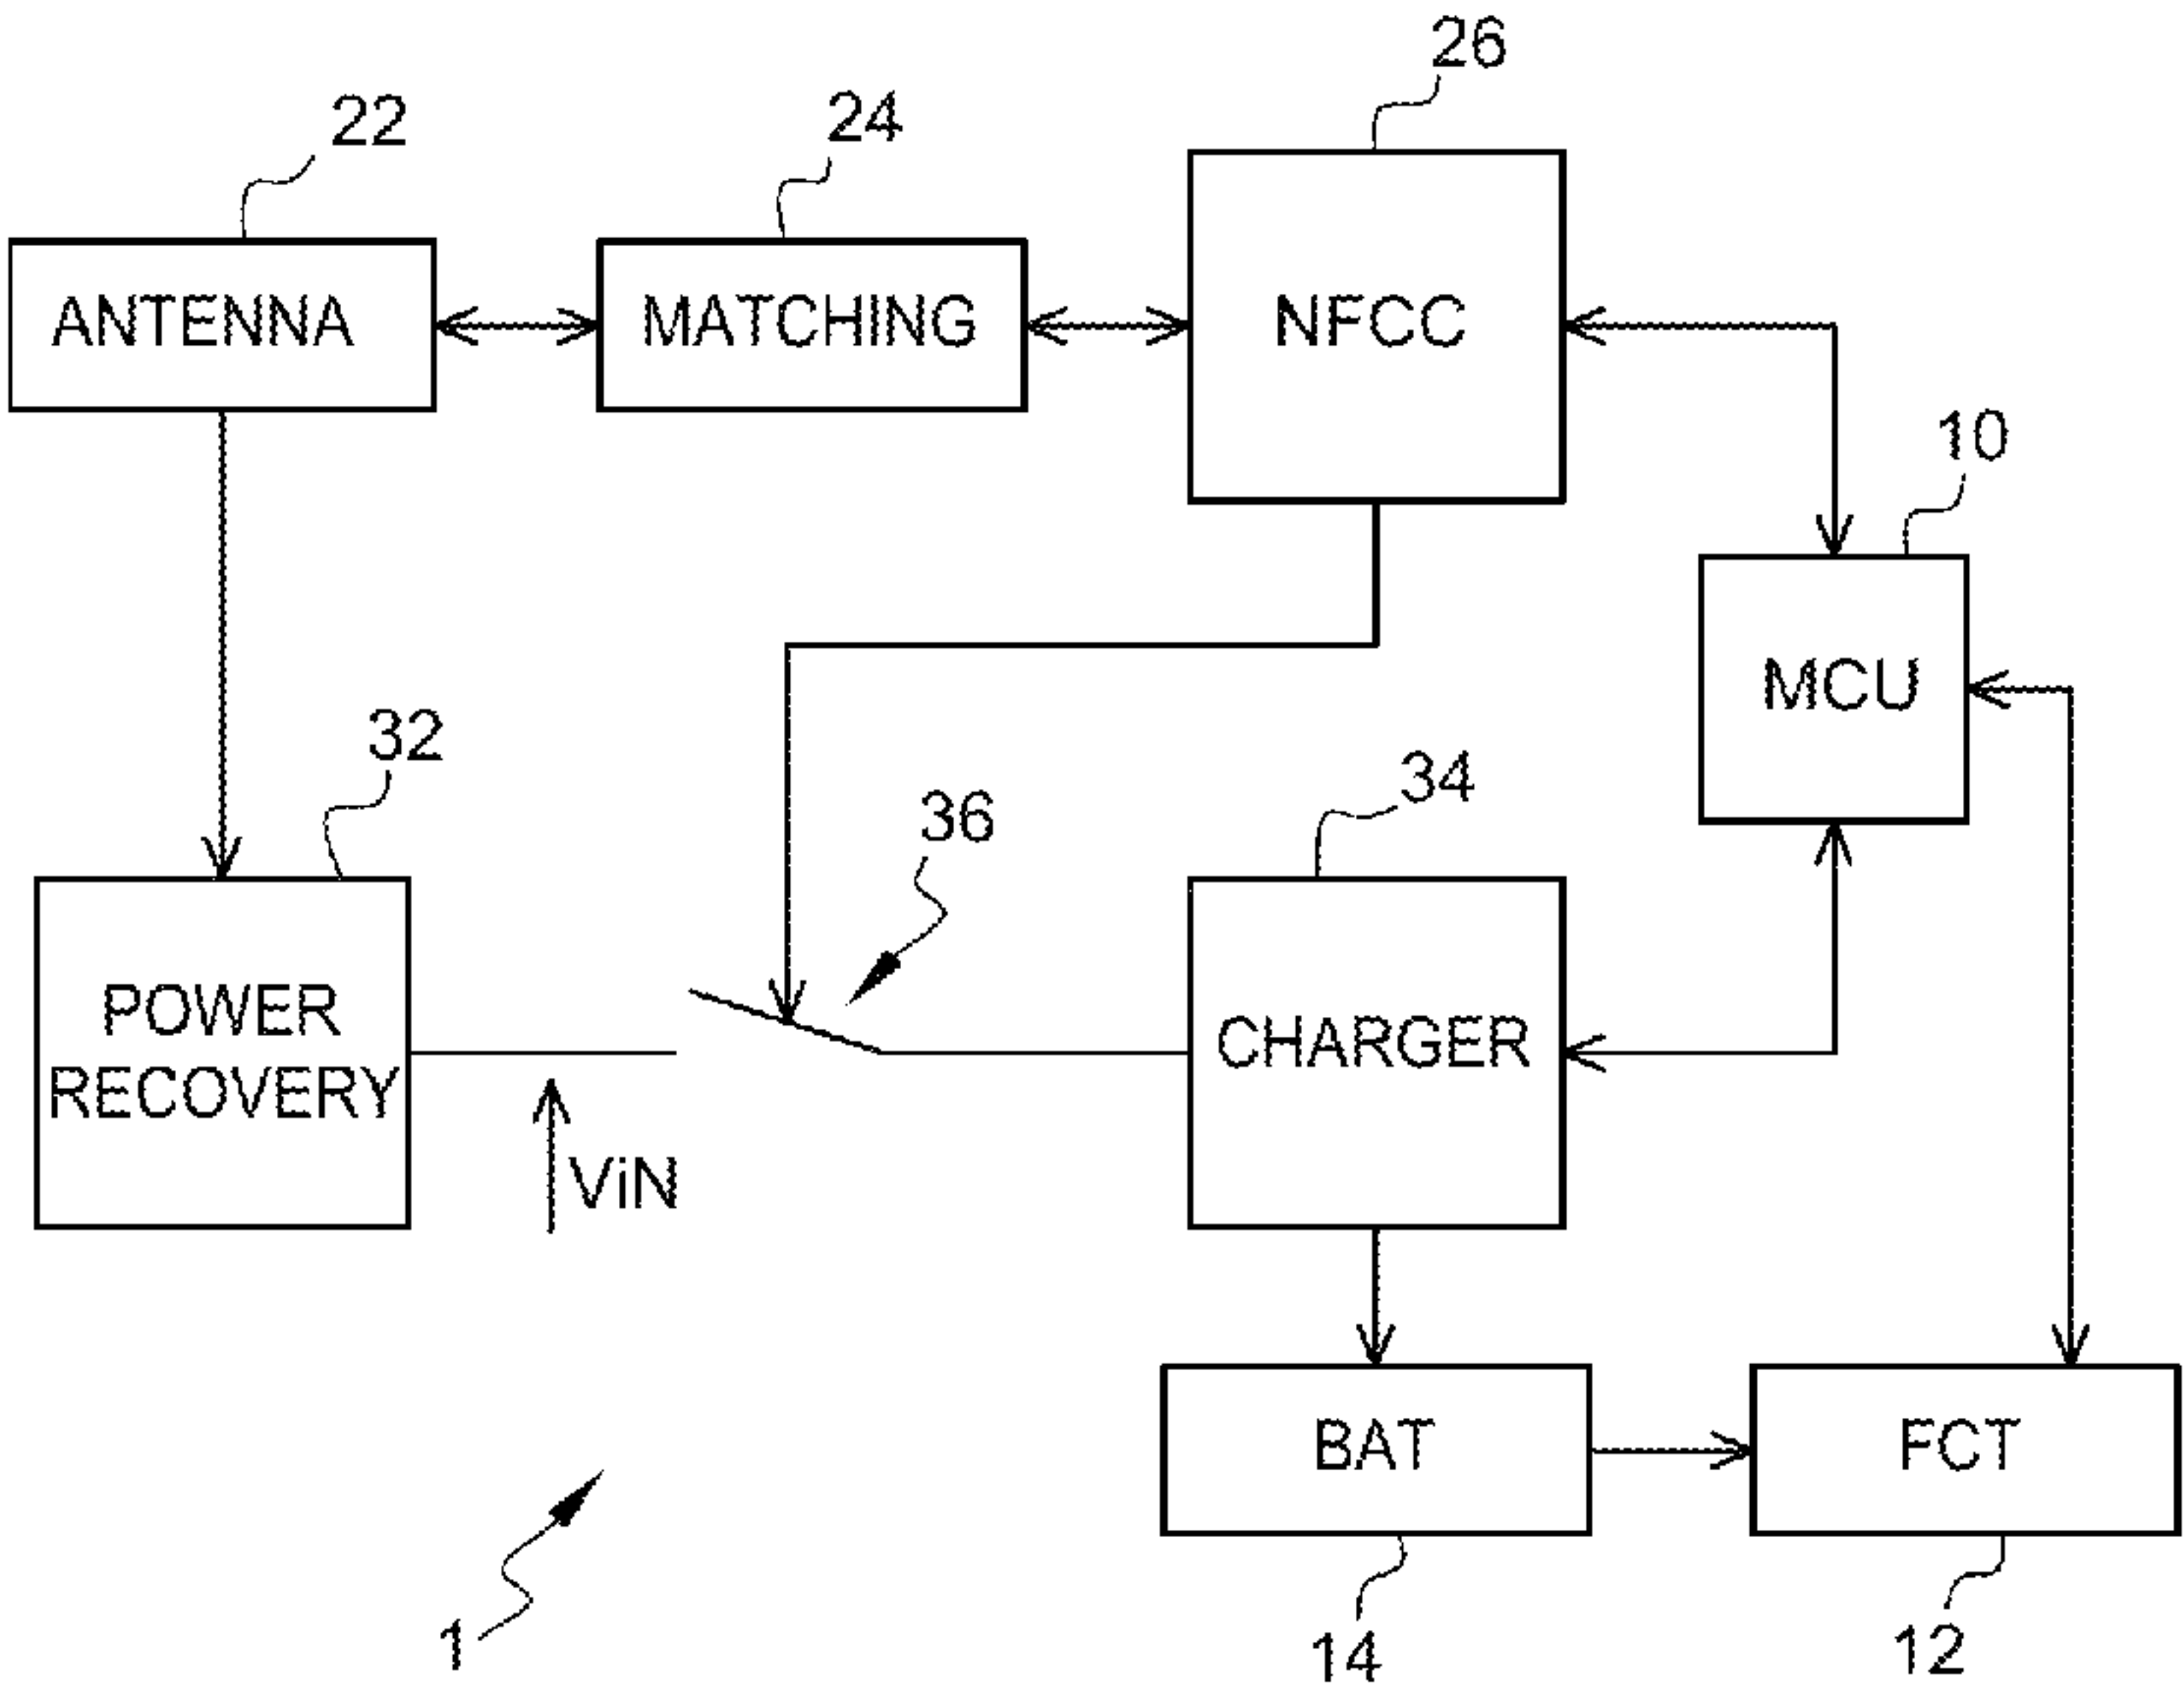 26
22
24
ANTENNA
MATCHING
NFCC
10
MCU
32
34
36
POWER
RECOVERY
CHARGER
ViN
BAT
FCT
1
14
12